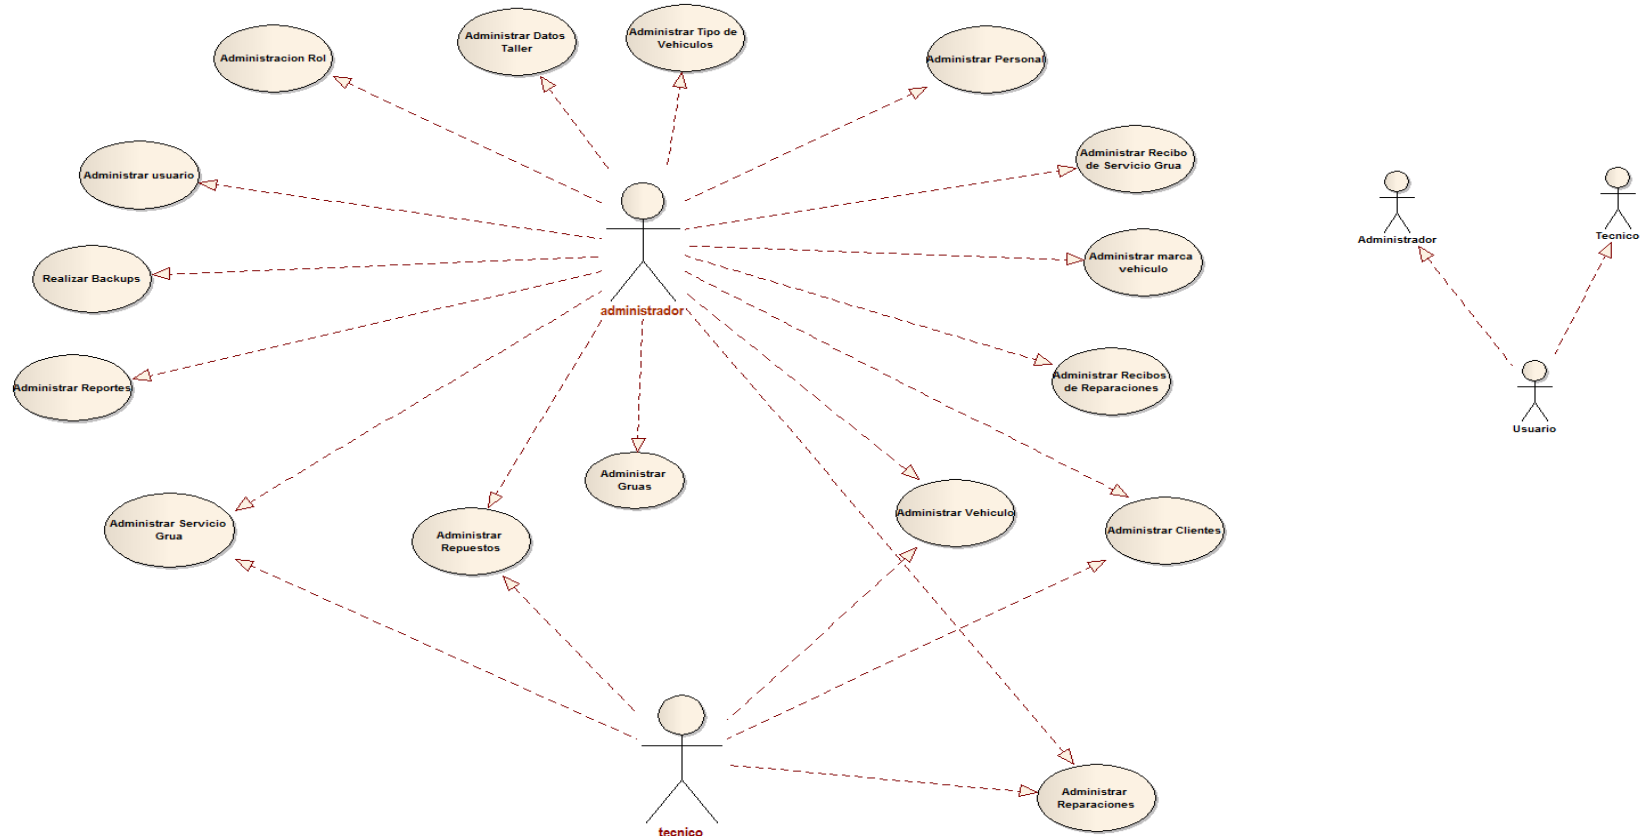 Administrar Datos
Taller
Administrar Tipo de
Vehiculos
Administracion Rol
Administrar Personal
Administrar Recibo
de Servicio Grua
Administrar usuario
Administrador
Tecnico
Administrar marca
vehiculo
Realizar Backups
administrador
Administrar Recibos
de Reparaciones
Administrar Reportes
Usuario
Administrar
Gruas
Administrar Servicio
Grua
Administrar
Repuestos
Administrar Vehiculo
Administrar Clientes
Administrar
Reparaciones
tecnico